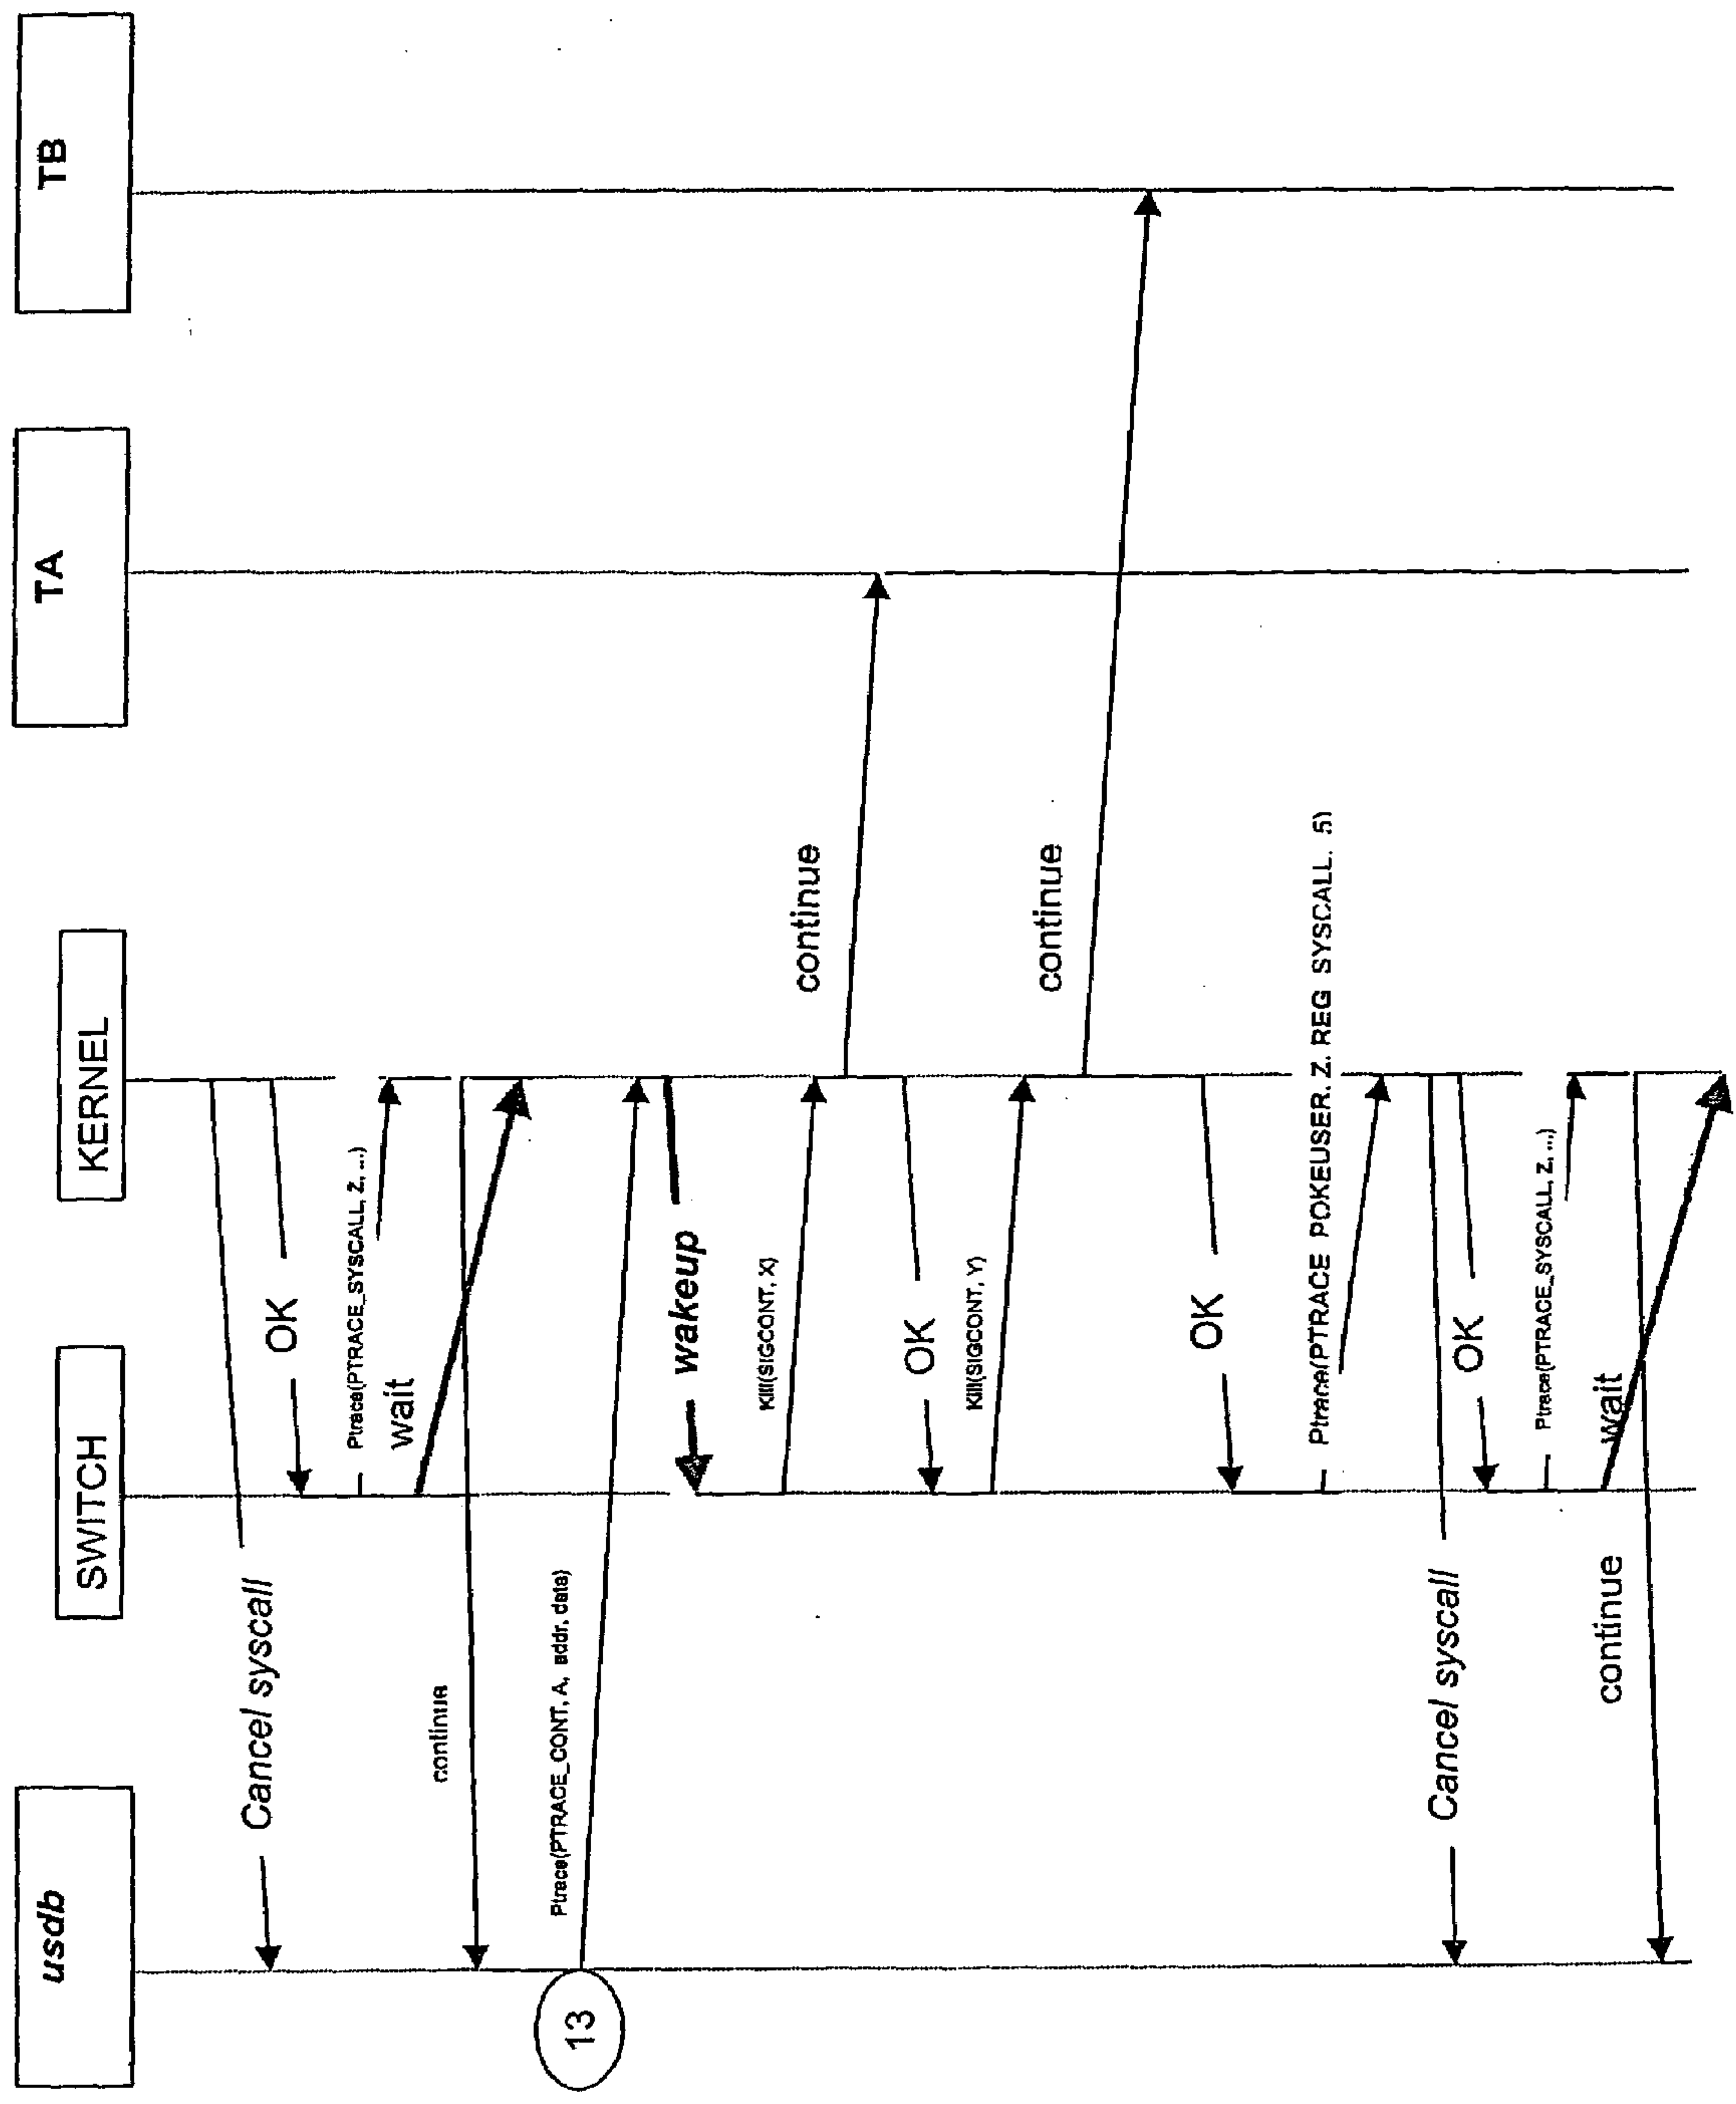 usdb
SWITCH
KERNEL
TA
TB
Cancel syscall
OK
Ptrace(PTRACE_SYSCALL, Z, ...)
wait
continue
13
Ptrace(PTRACE_CONT, A, addr, data)
wakeup
Kill(SIGCONT, X)
continue
OK
Kill(SIGCONT, Y)
continue
OK
Ptrace(PTRACE POKEUSER, Z, REG SYSCALL, 5)
Cancel syscall
OK
Ptrace(PTRACE_SYSCALL, Z, ...)
wait
continue